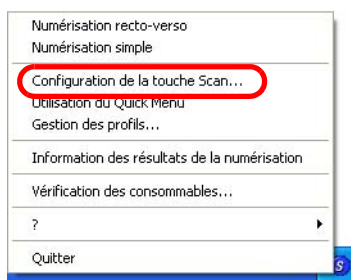 Numérisation recto-verso
Numérisation simple
Configuration de la touche Scan...
Utilisation du Quick Menu
Gestion des profils...
Information des résultats de la numérisation
Vérification des consommables...
?
Quitter
S